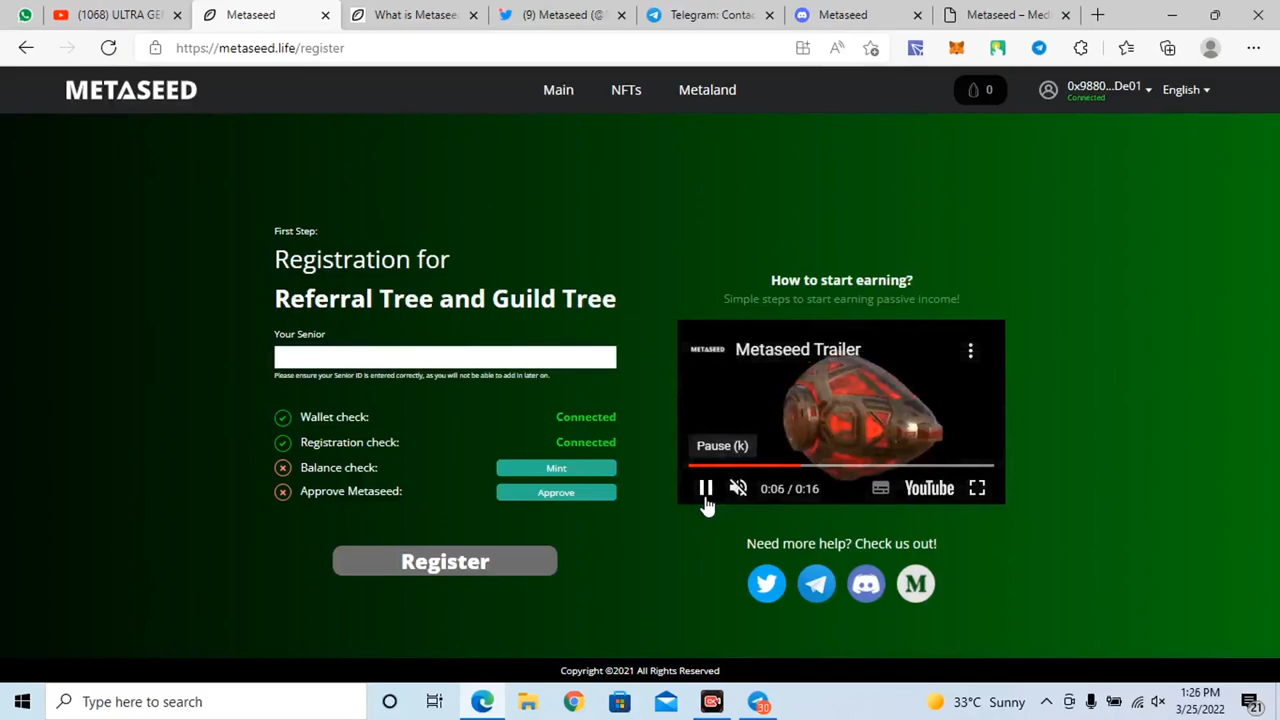 (1068) ULTRA GE
Metaseed
What is Metasee
(9) Metaseed (@
Telegram: Contac
Metaseed
Metaseed – Med
https://metaseed.life/register
METASEED
Main
NFTs
Metaland
0
0x9880...De01
Connected
English
First Step:
Registration for
Referral Tree and Guild Tree
Your Senior
Please ensure your Senior ID is entered correctly, as you will not be able to add in later on.
Wallet check: Connected
Registration check: Connected
Balance check: Mint
Approve Metaseed: Approve
Register
How to start earning?
Simple steps to start earning passive income!
METASEED
Metaseed Trailer
Pause (k)
0:06 / 0:16
YouTube
Need more help? Check us out!
Copyright ©2021 All Rights Reserved
Type here to search
30
33°C Sunny
1:26 PM
3/25/2022
21